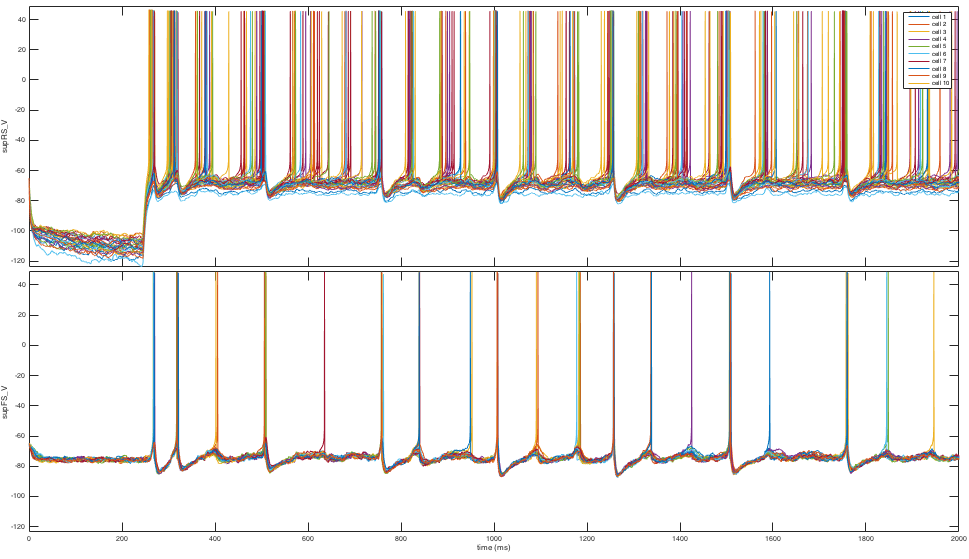 40
20
0
-20
-40
-60
-80
-100
-120
supRS_V
cell 1
cell 2
cell 3
cell 4
cell 5
cell 6
cell 7
cell 8
cell 9
cell 10
40
20
0
-20
-40
-60
-80
-100
-120
supFS_V
0 200 400 600 800 1000 1200 1400 1600 1800 2000
time (ms)